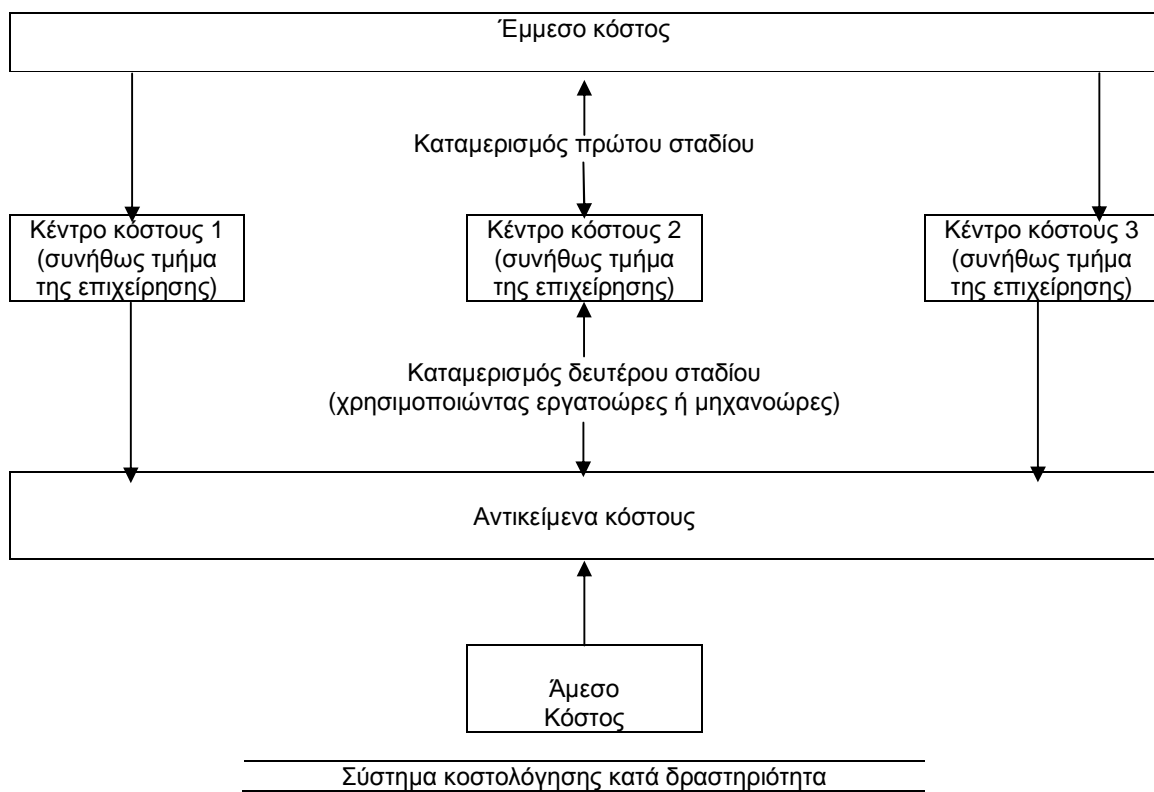 Έμμεσο κόστος
Καταμερισμός πρώτου σταδίου
Κέντρο κόστους 1
(συνήθως τμήμα
της επιχείρησης)
Κέντρο κόστους 2
(συνήθως τμήμα
της επιχείρησης)
Κέντρο κόστους 3
(συνήθως τμήμα
της επιχείρησης)
Καταμερισμός δευτέρου σταδίου
(χρησιμοποιώντας εργατοώρες ή μηχανοώρες)
Αντικείμενα κόστους
Άμεσο
Κόστος
Σύστημα κοστολόγησης κατά δραστηριότητα